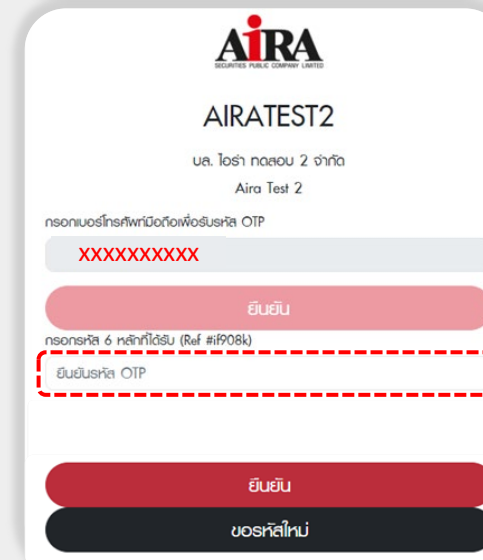 AiRA
SECURITIES PUBLIC COMPANY LIMITED
AIRATEST2
บล. ไอร่า ทดสอบ 2 จำกัด
Aira Test 2
กรอกเบอร์โทรศัพท์มือถือเพื่อรับรหัส OTP
XXXXXXXXXX
ยืนยัน
กรอกรหัส 6 หลักที่ได้รับ (Ref #if908k)
ยืนยันรหัส OTP
ยืนยัน
ขอรหัสใหม่